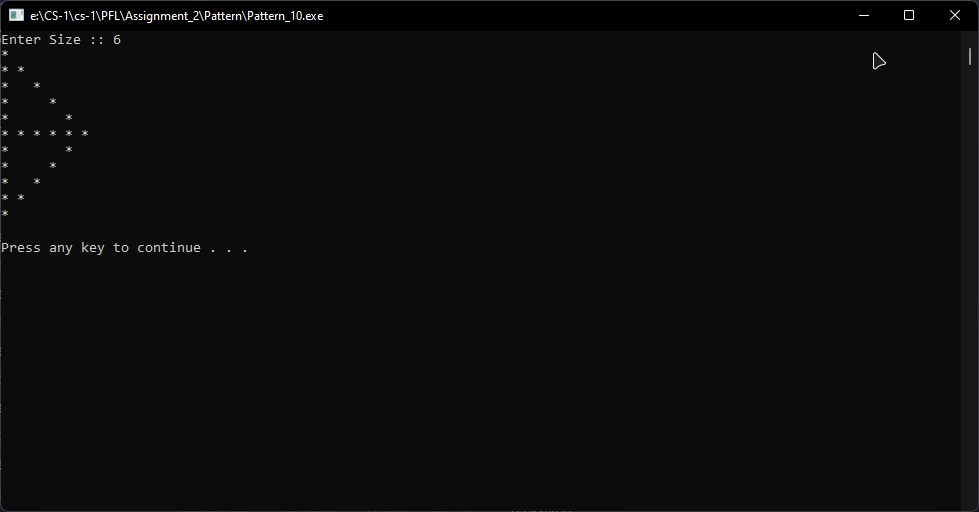 e:\CS-1\cs-1\PFL\Assignment_2\Pattern\Pattern_10.exe
Enter Size :: 6
*
* *
*   *
*     *
*       *
* * * * * *
*       *
*     *
*   *
* *
*
Press any key to continue . . .